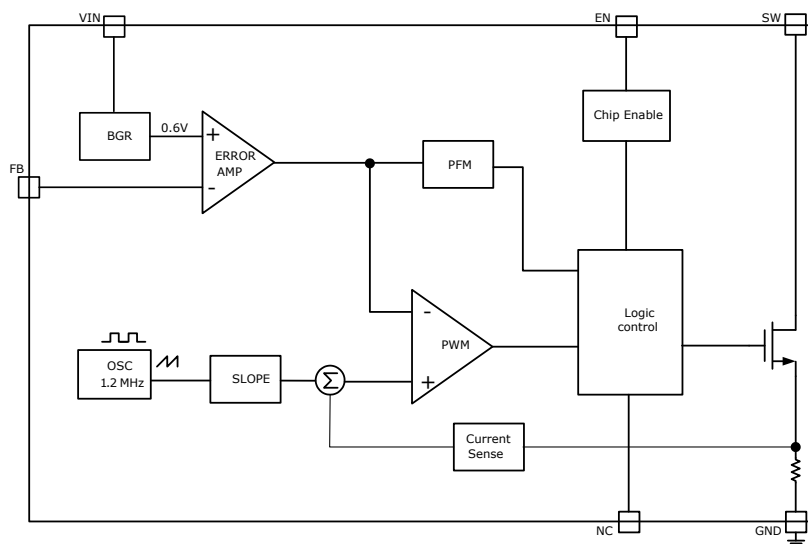 VIN
EN
SW
BGR
0.6V
+
-
ERROR
AMP
Chip Enable
FB
PFM
Logic
control
-
PWM
+
OSC
1.2 MHz
SLOPE
Σ
Current
Sense
NC
GND